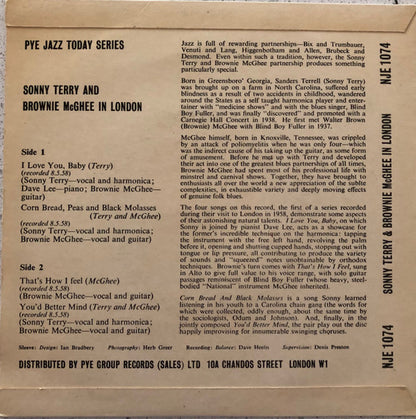 PYE JAZZ TODAY SERIES
SONNY TERRY AND
BROWNIE McGHEE IN LONDON
Side 1
I Love You, Baby (Terry)
(recorded 8.5.58)
(Sonny Terry—vocal and harmonica;
Dave Lee—piano; Brownie McGhee—
guitar)
Corn Bread, Peas and Black Molasses
(Terry and McGhee)
(recorded 8.5.58)
(Sonny Terry—vocal and harmonica;
Brownie McGhee—vocal and guitar)
Side 2
That's How I Feel (McGhee)
(recorded 8.5.58)
(Brownie McGhee—vocal and guitar)
You'd Better Mind (Terry and McGhee)
(recorded 8.5.58)
(Sonny Terry—vocal and harmonica;
Brownie McGhee—vocal and guitar)
Jazz is full of rewarding partnerships—Bix and Trumbauer,
Venuti and Lang, Higgenbotham and Allen, Brubeck and
Desmond. Even within such a tradition, however, the Sonny
Terry and Brownie McGhee partnership produces something
particularly special.
Born in Greensboro' Georgia, Sanders Terrell (Sonny Terry)
was brought up on a farm in North Carolina, suffered early
blindness as a result of two accidents in childhood, wandered
around the States as a self taught harmonica player and enter-
tainer with "medicine shows" and with the blues singer, Blind
Boy Fuller, and was finally "discovered" and promoted with a
Carnegie Hall Concert in 1938. He first met Walter Brown
(Brownie) McGhee with Blind Boy Fuller in 1937.
McGhee himself, born in Knoxville, Tennessee, was crippled
by an attack of poliomyelitis when he was only four—which
was the indirect cause of his taking up the guitar, as some form
of amusement. Before he met up with Terry and developed
their act into one of the greatest blues partnerships of all times,
Brownie McGhee had spent most of his professional life with
minstrel and carnival shows. Together, they have brought to
enthusiasts all over the world a new appreciation of the subtle
complexities, in exhaustible variety and deeply moving effects
of genuine folk blues.
The four songs on this record, the first of a series recorded
during their visit to London in 1958, demonstrate some aspects
of their astonishing natural talents. I Love You, Baby, on which
Sonny is joined by pianist Dave Lee, acts as a showcase for
the former's incredible technique on the harmonica: tapping
the instrument with the free left hand, revolving the palm
before it, opening and shutting cupped hands, stopping out with
tongue or lip pressure, all contributing to produce the variety
of sounds and "squeezed" notes unobtainable by orthodox
techniques. Brownie's turn comes with That's How I Feel, sung
in Alto to give full value to his voice range, with solo guitar
passages reminiscent of Blind Boy Fuller whose heavy, steel-
bodied "National" instrument McGhee inherited.
Corn Bread and Black Molasses is a song Sonny learned
listening in his youth to a Carolina chain gang (the words for
which were collected, oddly enough, about the same time by
the sociologists, Odum and Johnson). And, finally, in the
jointly composed You'd Better Mind, the pair play out the disc
happily improvising for innumerable swinging choruses.
Sleeve: Design: Ian Bradbery Photography: Herb Greer Recording: Balance: Dave Heelis Supervision: Denis Preston
DISTRIBUTED BY PYE GROUP RECORDS (SALES) LTD 10A CHANDOS STREET LONDON W1
NJE 1074
SONNY TERRY & BROWNIE McGHEE IN LONDON
NJE 1074